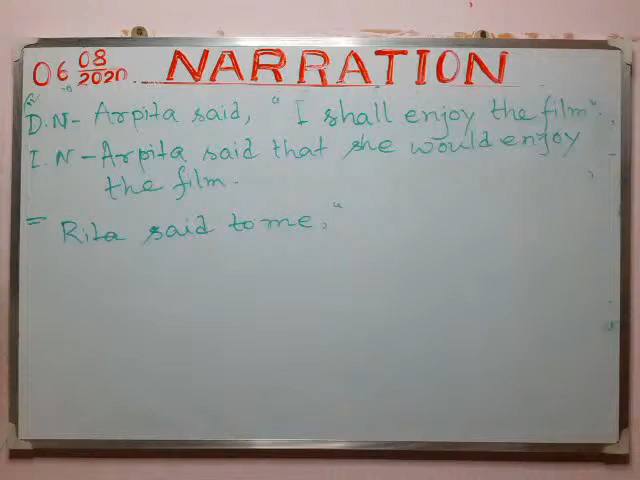 06 08/2020 NARRATION
D.N- Arpita said, "I shall enjoy the film".
I.N-Arpita said that she would enjoy
the film.
= Rita said to me, "